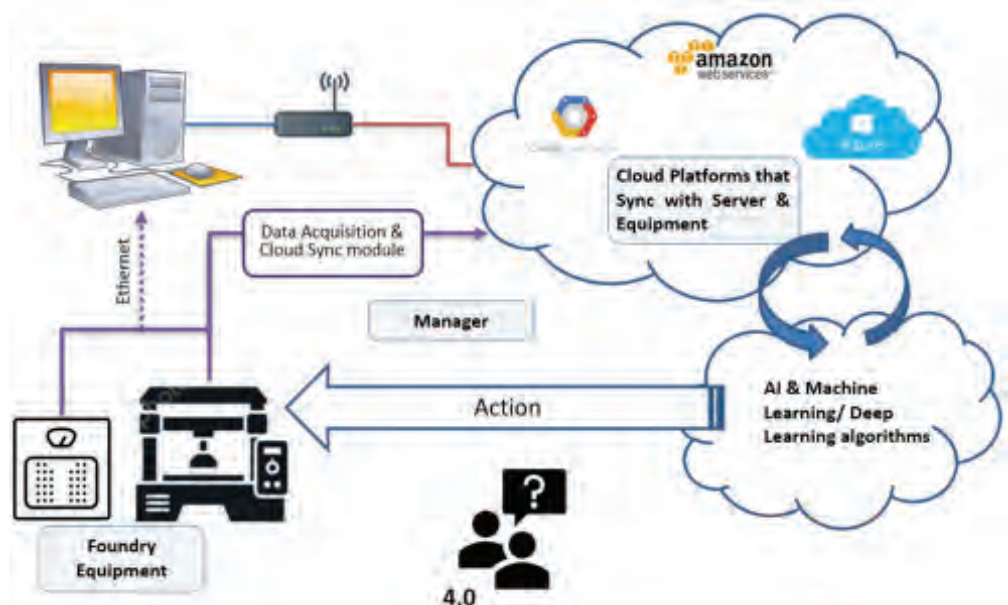 amazon
web services™
Cloud Platforms that
Sync with Server &
Equipment
Data Acquisition &
Cloud Sync module
Ethernet
Manager
Action
AI & Machine
Learning/ Deep
Learning algorithms
?
Foundry
Equipment
4.0